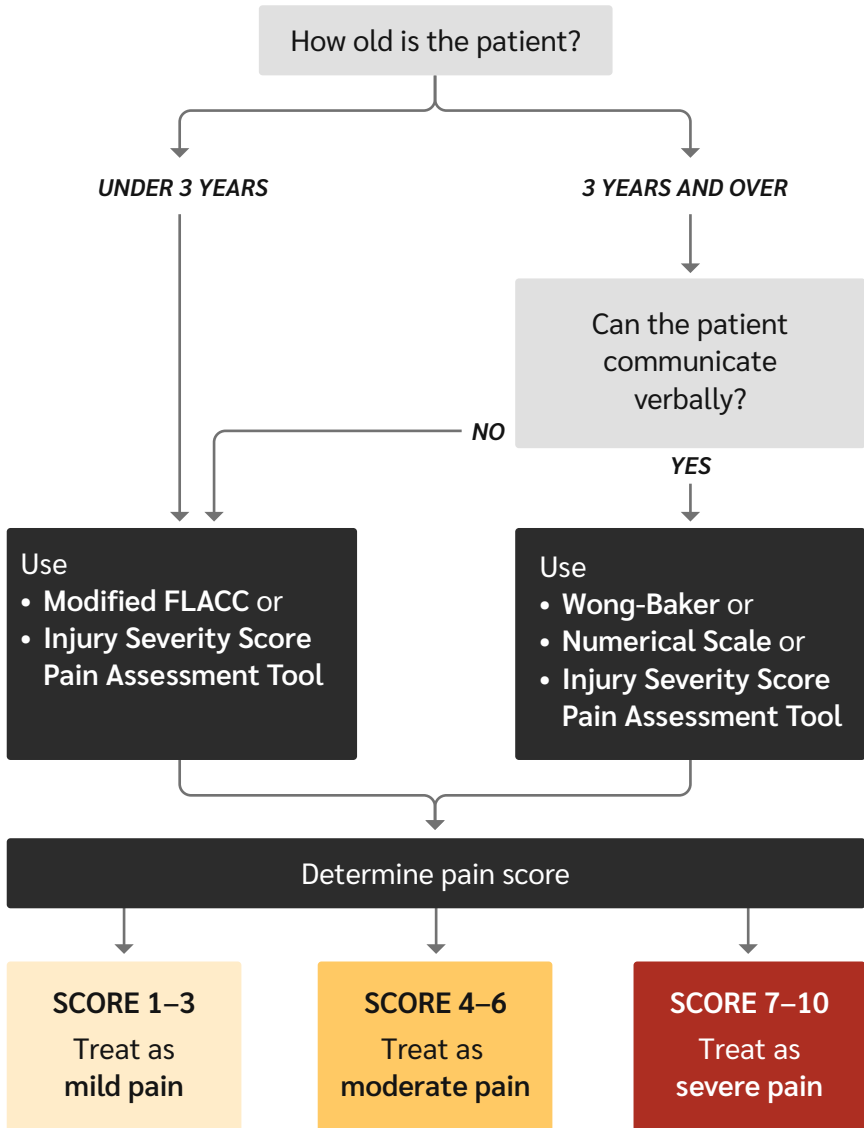 How old is the patient?
UNDER 3 YEARS
3 YEARS AND OVER
Can the patient
communicate
verbally?
NO
YES
Use
• Modified FLACC or
• Injury Severity Score
Pain Assessment Tool
Use
• Wong-Baker or
• Numerical Scale or
• Injury Severity Score
Pain Assessment Tool
Determine pain score
SCORE 1–3
Treat as
mild pain
SCORE 4–6
Treat as
moderate pain
SCORE 7–10
Treat as
severe pain